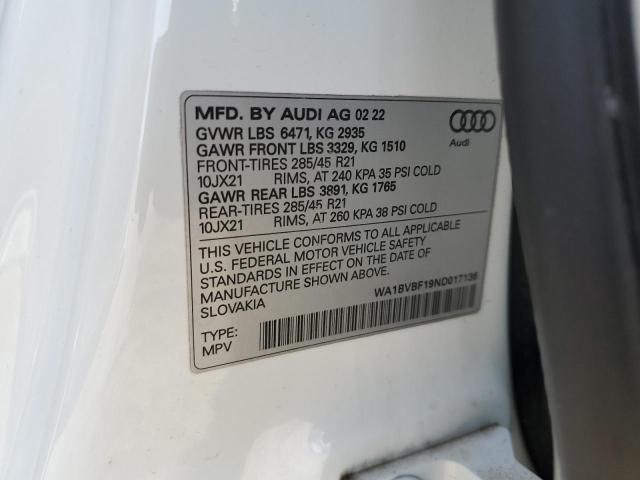 MFD. BY AUDI AG 02 22
GVWR LBS 6471, KG 2935
GAWR FRONT LBS 3329, KG 1510
FRONT-TIRES 285/45 R21
10JX21 RIMS, AT 240 KPA 35 PSI COLD
GAWR REAR LBS 3891, KG 1765
REAR-TIRES 285/45 R21
10JX21 RIMS, AT 260 KPA 38 PSI COLD
Audi
THIS VEHICLE CONFORMS TO ALL APPLICABLE
U.S. FEDERAL MOTOR VEHICLE SAFETY
STANDARDS IN EFFECT ON THE DATE OF
MANUFACTURE SHOWN ABOVE.
SLOVAKIA
WA1BVBF19ND017136
TYPE:
MPV